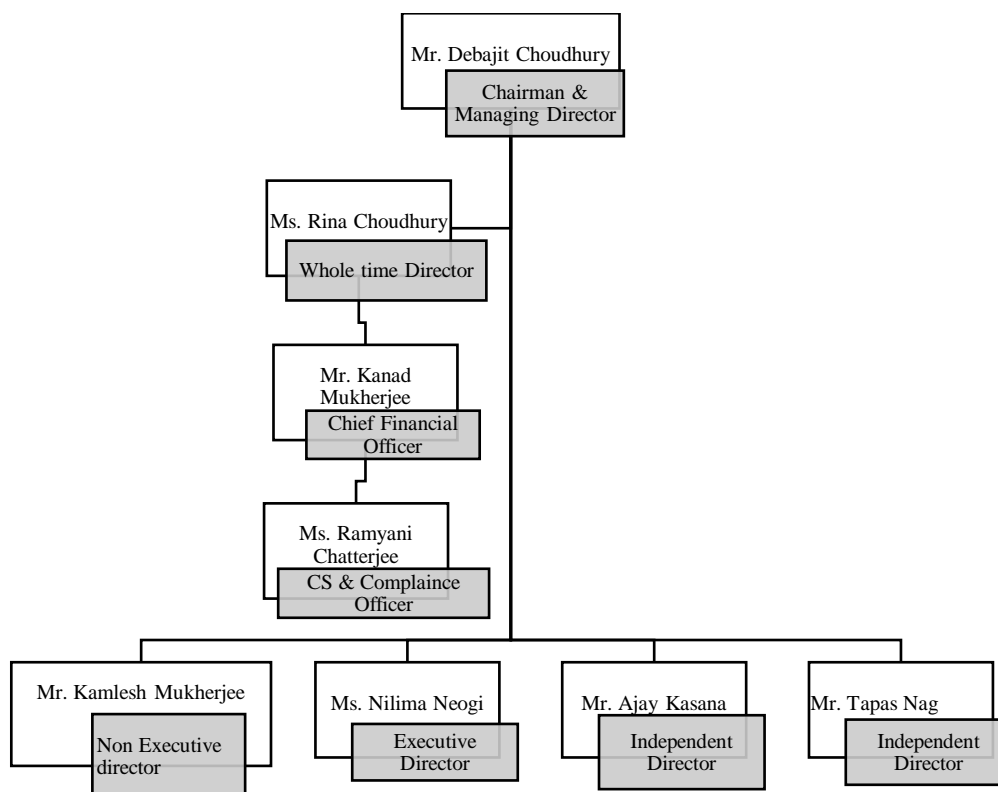 Mr. Debajit Choudhury
Chairman &
Managing Director
Ms. Rina Choudhury
Whole time Director
Mr. Kanad
Mukherjee
Chief Financial
Officer
Ms. Ramyani
Chatterjee
CS & Complaince
Officer
Mr. Kamlesh Mukherjee
Non Executive
director
Ms. Nilima Neogi
Executive
Director
Mr. Ajay Kasana
Independent
Director
Mr. Tapas Nag
Independent
Director